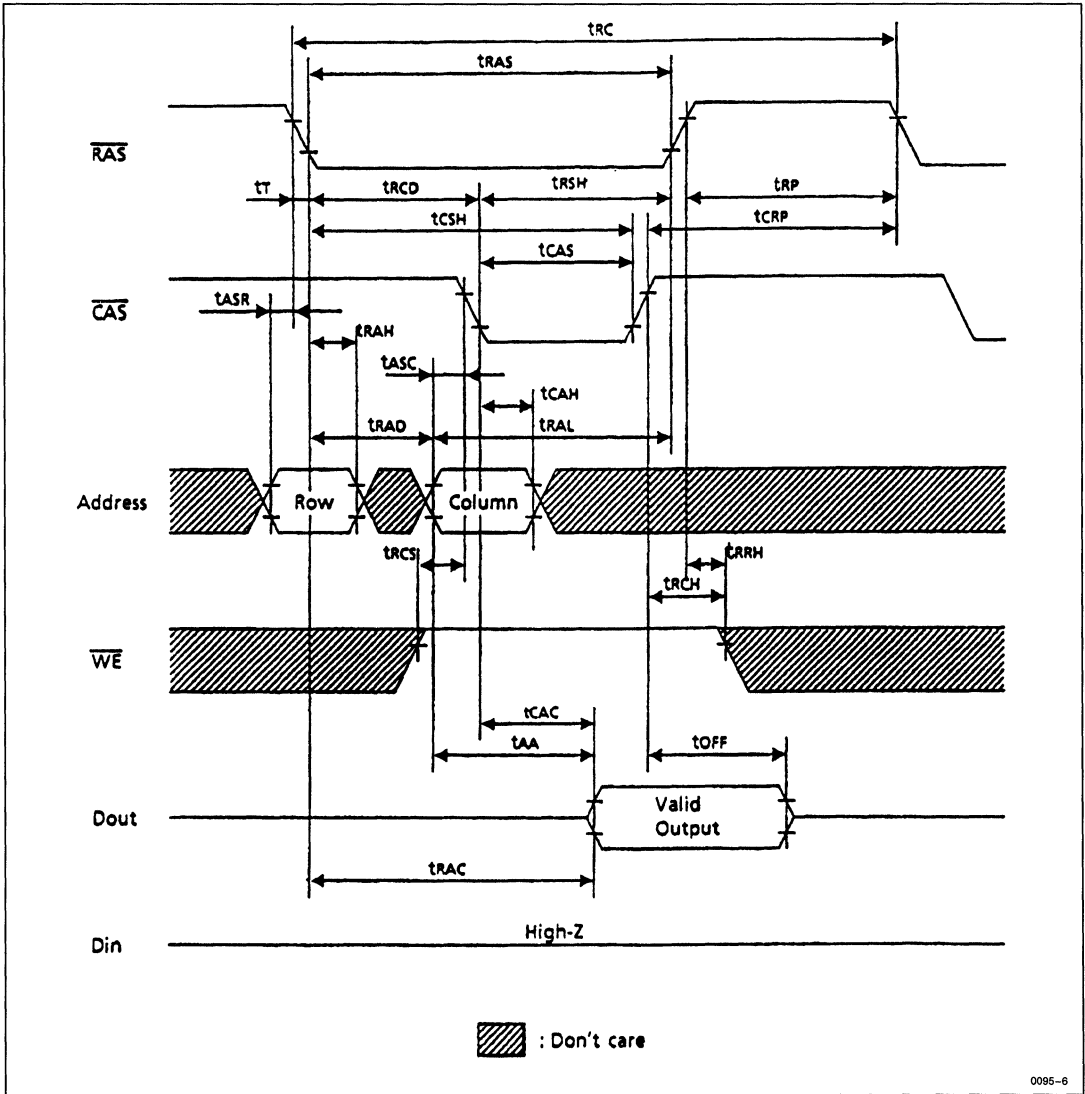 tRC
tRAS
RAS
tT
tRCD
tRSH
tRP
tCSH
tCRP
tCAS
CAS
tASR
tRAH
tASC
tCAH
tRAD
tRAL
Address
Row
Column
tRCS
tRRH
tRCH
WE
tCAC
tAA
tOFF
Dout
Valid
Output
tRAC
High-Z
Din
: Don't care
0095-6